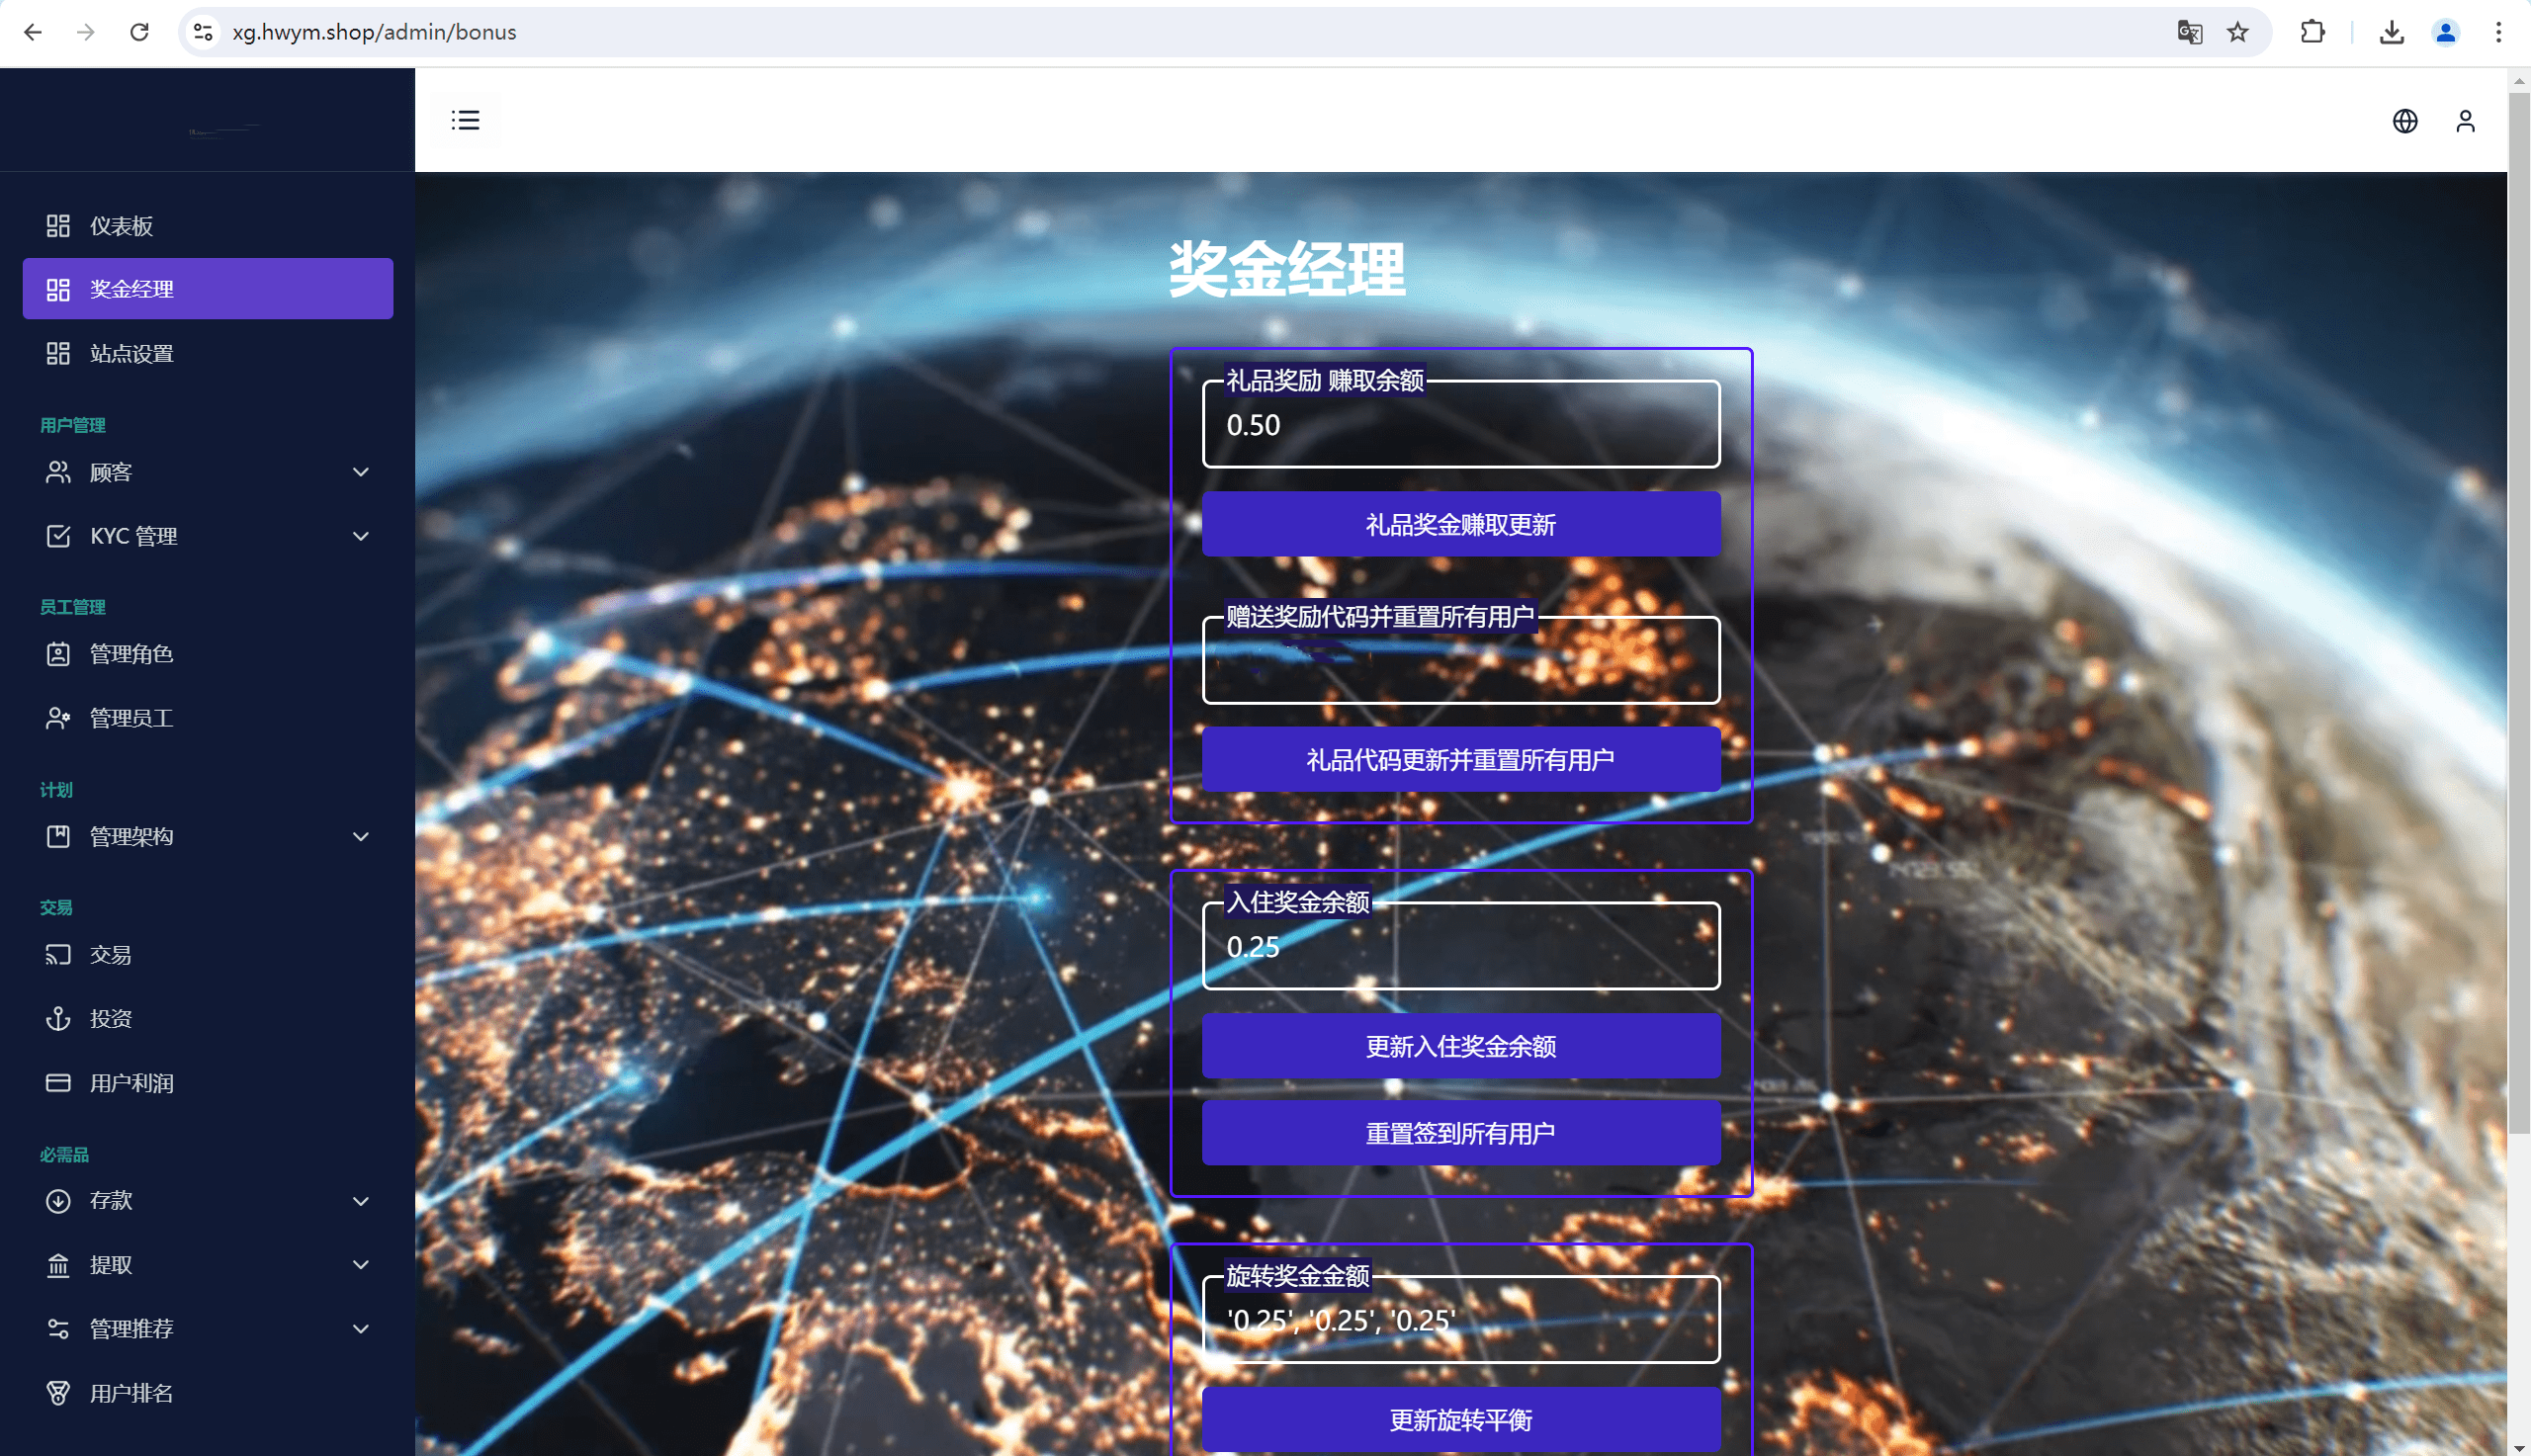 xg.hwym.shop/admin/bonus
仪表板
奖金经理
站点设置
用户管理
顾客
KYC 管理
员工管理
管理角色
管理员工
计划
管理架构
交易
交易
投资
用户利润
必需品
存款
提取
管理推荐
用户排名
奖金经理
礼品奖励 赚取余额
0.50
礼品奖金赚取更新
赠送奖励代码并重置所有用户
礼品代码更新并重置所有用户
入住奖金余额
0.25
更新入住奖金余额
重置签到所有用户
旋转奖金金额
'0.25', '0.25', '0.25'
更新旋转平衡